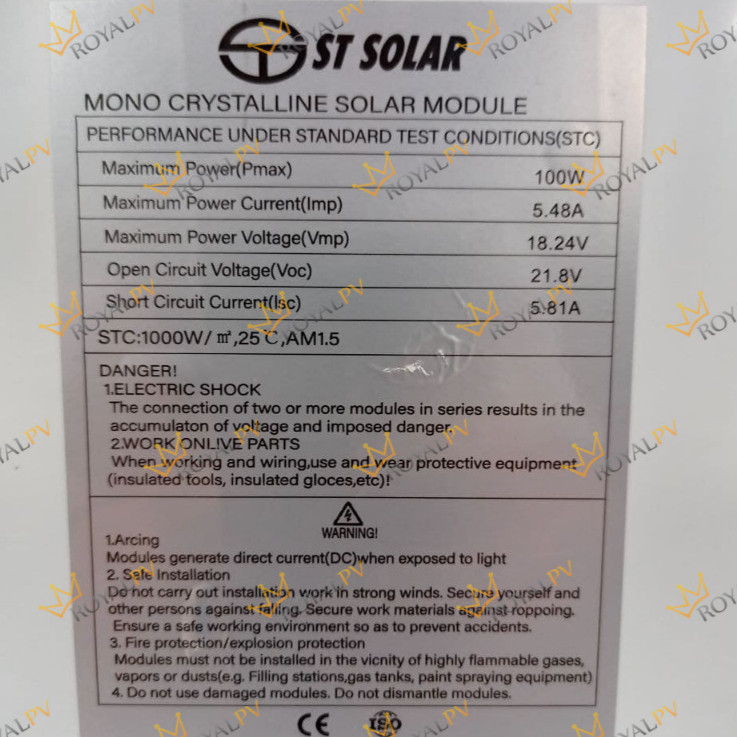 ST SOLAR
MONO CRYSTALLINE SOLAR MODULE
PERFORMANCE UNDER STANDARD TEST CONDITIONS(STC)
Maximum Power(Pmax) 100W
Maximum Power Current(Imp) 5.48A
Maximum Power Voltage(Vmp) 18.24V
Open Circuit Voltage(Voc) 21.8V
Short Circuit Current(Isc) 5.81A
STC:1000W/㎡,25℃,AM1.5
DANGER!
1.ELECTRIC SHOCK
The connection of two or more modules in series results in the
accumulaton of voltage and imposed danger.
2.WORK ONL!VE PARTS
When working and wiring,use and wear protective equipment
(insulated tools, insulated gloces,etc)!
WARNING!
1.Arcing
Modules generate direct current(DC)when exposed to light
2. Safe Installation
Do not carry out installation work in strong winds. Secure yourself and
other persons against falling. Secure work materials against roppoing.
Ensure a safe working environment so as to prevent accidents.
3. Fire protection/explosion protection
Modules must not be installed in the vicnity of highly flammable gases,
vapors or dusts(e.g. Filling stations,gas tanks, paint spraying equipment)
4. Do not use damaged modules. Do not dismantle modules.
CE ISO
ROYALPV